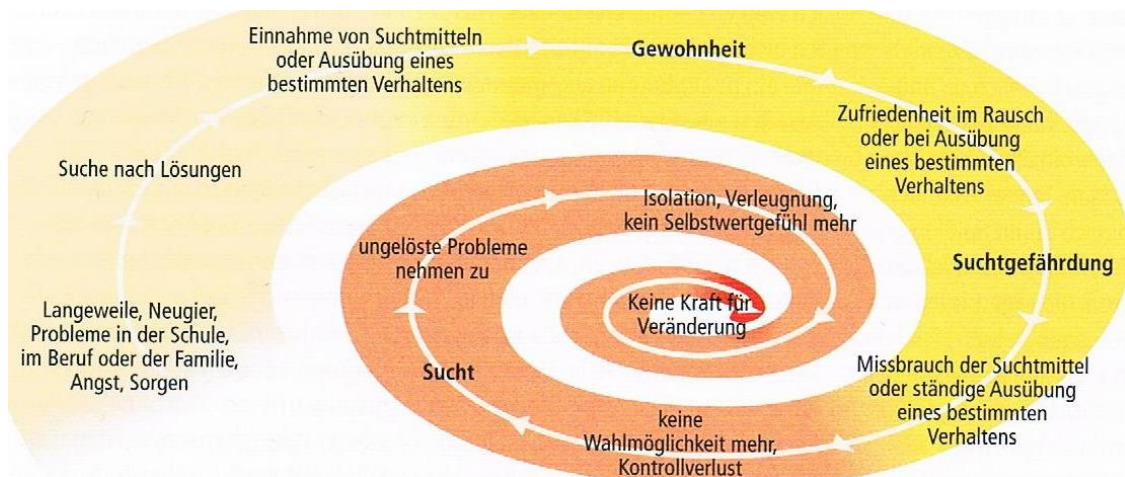 Langeweile, Neugier,
Probleme in der Schule,
im Beruf oder der Familie,
Angst, Sorgen
Suche nach Lösungen
Einnahme von Suchtmitteln
oder Ausübung eines
bestimmten Verhaltens
Gewohnheit
Zufriedenheit im Rausch
oder bei Ausübung
eines bestimmten
Verhaltens
Suchtgefährdung
Missbrauch der Suchtmittel
oder ständige Ausübung
eines bestimmten
Verhaltens
keine
Wahlmöglichkeit mehr,
Kontrollverlust
Sucht
ungelöste Probleme
nehmen zu
Isolation, Verleugnung,
kein Selbstwertgefühl mehr
Keine Kraft für
Veränderung